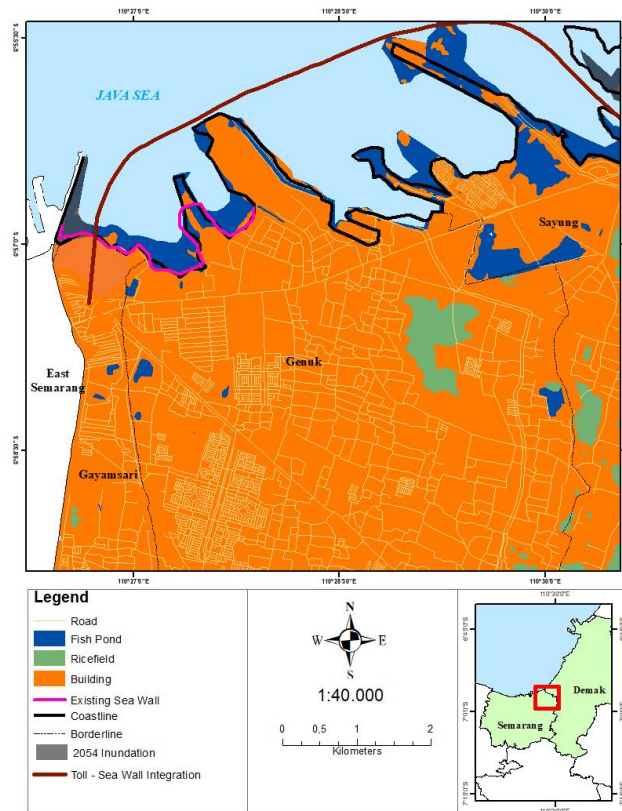 110°27'0"E 110°28'30"E 110°30'0"E
6°55'30"S
JAVA SEA
Sayung
6°57'0"S
Genuk
East
Semarang
6°58'30"S
Gayamsari
110°27'0"E 110°28'30"E 110°30'0"E
Legend
Road
Fish Pond
Ricefield
Building
Existing Sea Wall
Coastline
Borderline
2054 Inundation
Toll - Sea Wall Integration
N
W E
S
1:40.000
0 0,5 1 2
Kilometers
110°30'0"E
6°45'0"S
Demak
7°0'0"S
Semarang
7°15'0"S